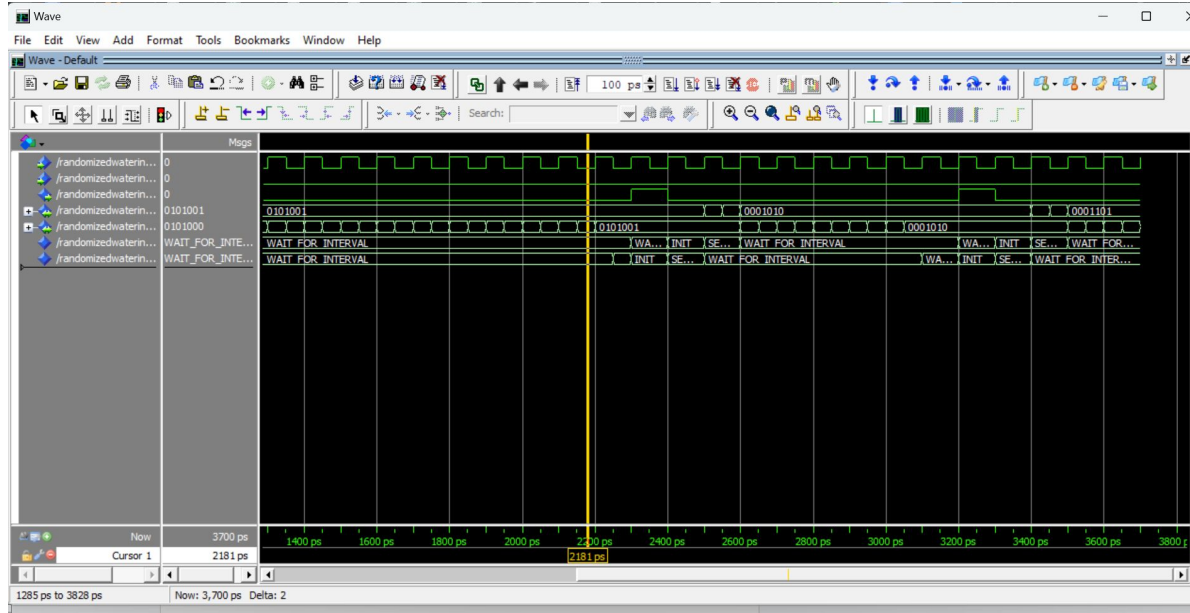 Wave
File Edit View Add Format Tools Bookmarks Window Help
Wave - Default
100 ps
Search:
Msgs
/randomizedwaterin... 0
/randomizedwaterin... 0
/randomizedwaterin... 0
/randomizedwaterin... 0101001 0101001 0001010 0001101
/randomizedwaterin... 0101000 0101001 0001010
/randomizedwaterin... WAIT_FOR_INTE... WAIT_FOR_INTERVAL WA... INIT SE... WAIT_FOR_INTERVAL WA... INIT SE... WAIT_FOR...
/randomizedwaterin... WAIT_FOR_INTE... WAIT_FOR_INTERVAL INIT SE... WAIT_FOR_INTERVAL WA... INIT SE... WAIT_FOR_INTER...
Now 3700 ps 1400 ps 1600 ps 1800 ps 2000 ps 2200 ps 2400 ps 2600 ps 2800 ps 3000 ps 3200 ps 3400 ps 3600 ps 3800 p
Cursor 1 2181 ps 2181 ps
1285 ps to 3828 ps Now: 3,700 ps Delta: 2